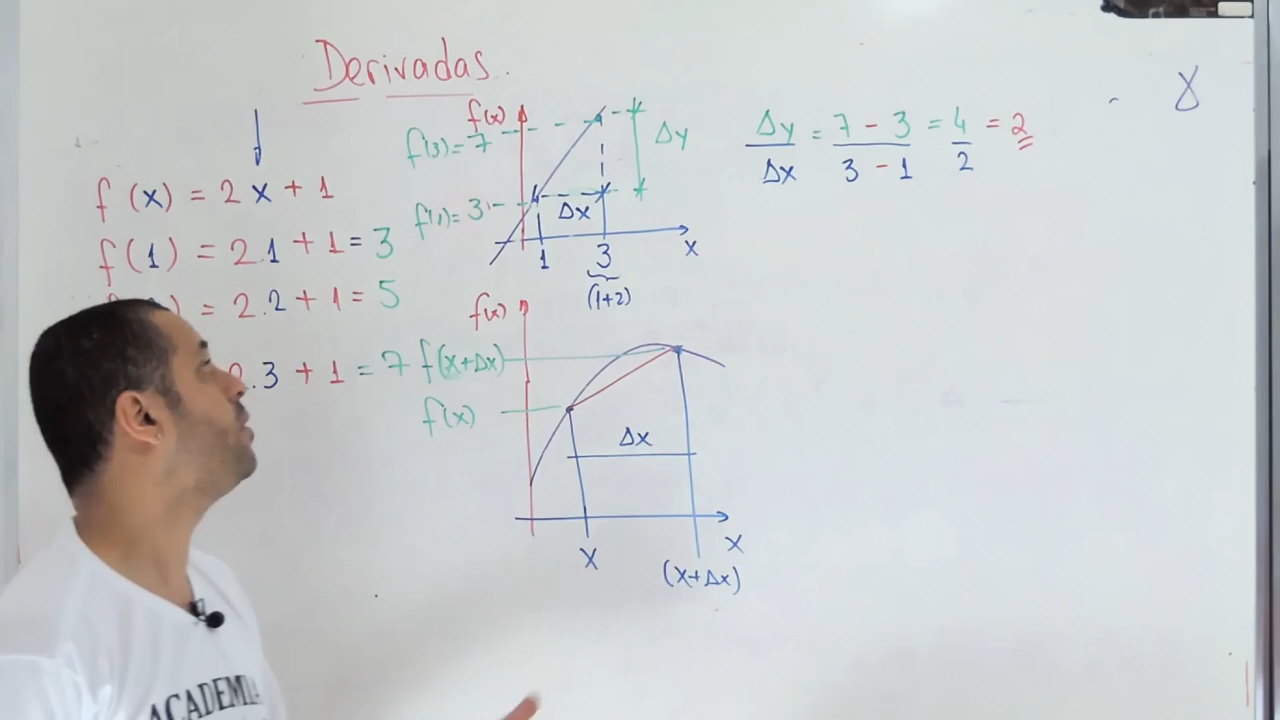 Derivadas.
f(x) = 2x + 1
f(1) = 2.1 + 1 = 3
= 2.2 + 1 = 5
.3 + 1 = 7
f(x)
f(3) = 7
f(1) = 3
Δy
Δx
1
3
x
(1+2)
Δy/Δx = 7 - 3/3 - 1 = 4/2 = 2
8
f(x)
f(x+Δx)
f(x)
Δx
x
x
(x+Δx)
ACADEMIA